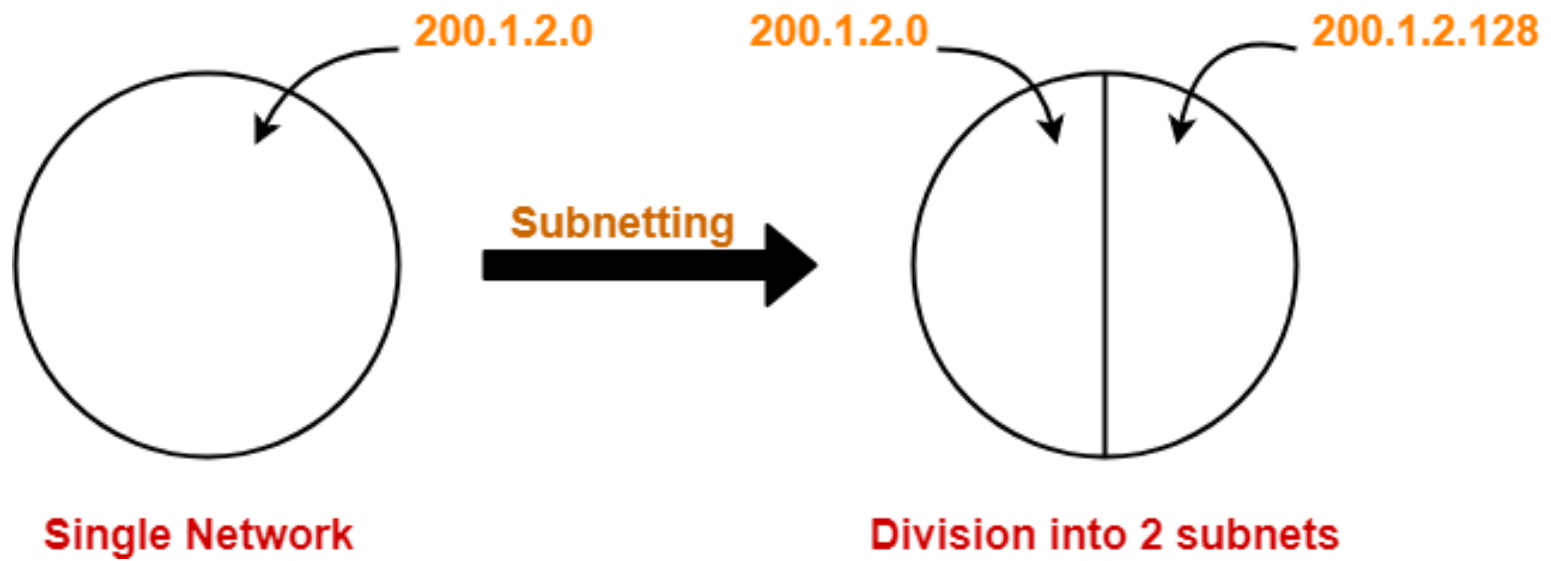 200.1.2.0
200.1.2.0
200.1.2.128
Subnetting
Single Network
Division into 2 subnets